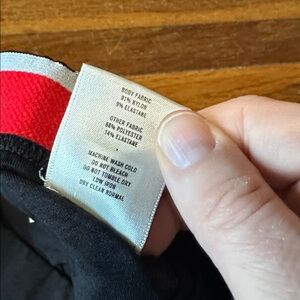 BODY FABRIC
91% NYLON
9% ELASTANE
OTHER FABRIC
86% POLYESTER
14% ELASTANE
MACHINE WASH COLD
DO NOT BLEACH
DO NOT TUMBLE DRY
LOW IRON
DRY CLEAN NORMAL